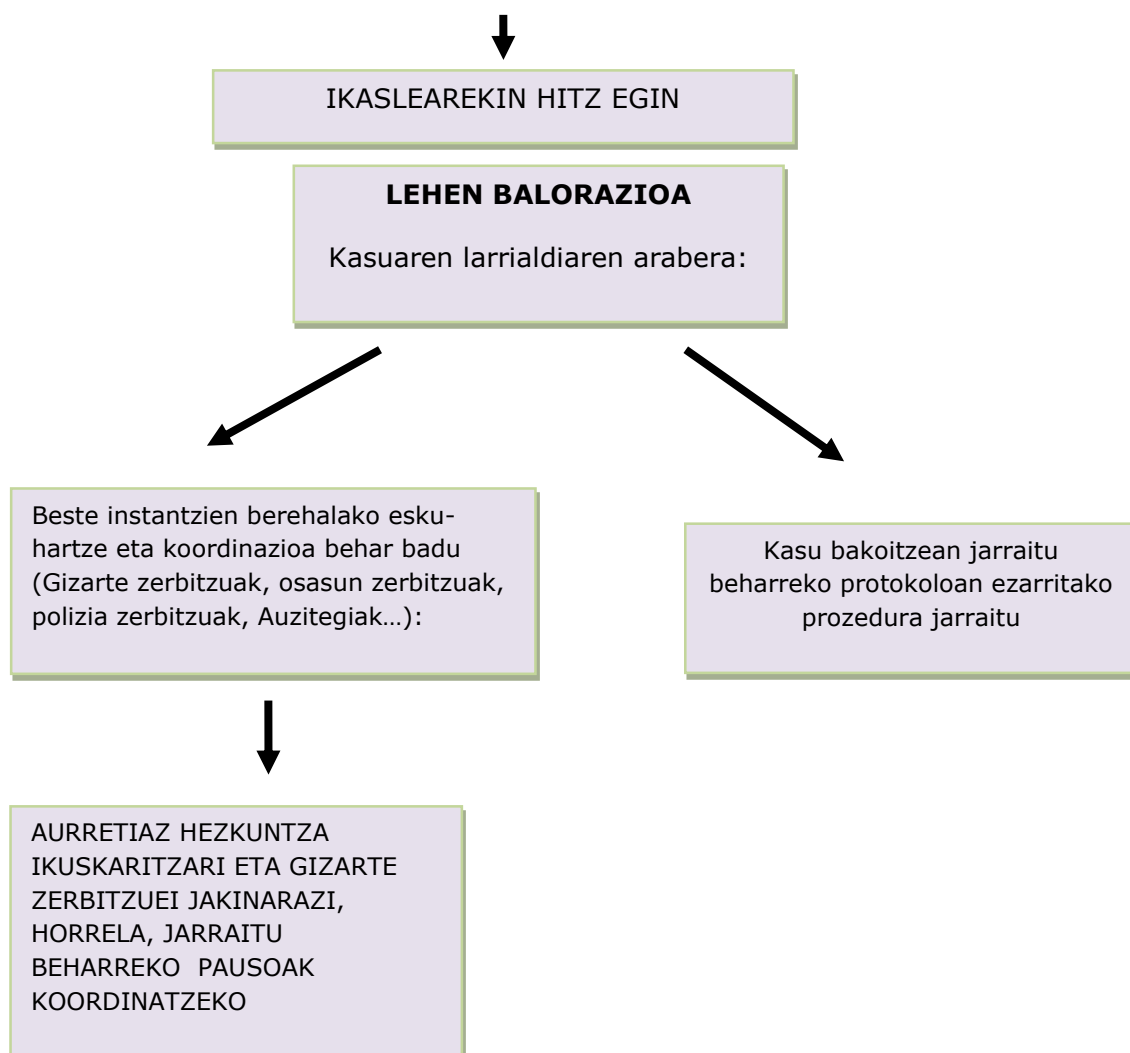 IKASLEAREKIN HITZ EGIN
LEHEN BALORAZIOA
Kasuaren larrialdiaren arabera:
Beste instantzien berehalako esku-
hartze eta koordinazioa behar badu
(Gizarte zerbitzuak, osasun zerbitzuak,
polizia zerbitzuak, Auzitegiak…):
Kasu bakoitzean jarraitu
beharreko protokoloan ezarritako
prozedura jarraitu
AURRETIAZ HEZKUNTZA
IKUSKARITZARI ETA GIZARTE
ZERBITZUEI JAKINARAZI,
HORRELA, JARRAITU
BEHARREKO PAUSOAK
KOORDINATZEKO